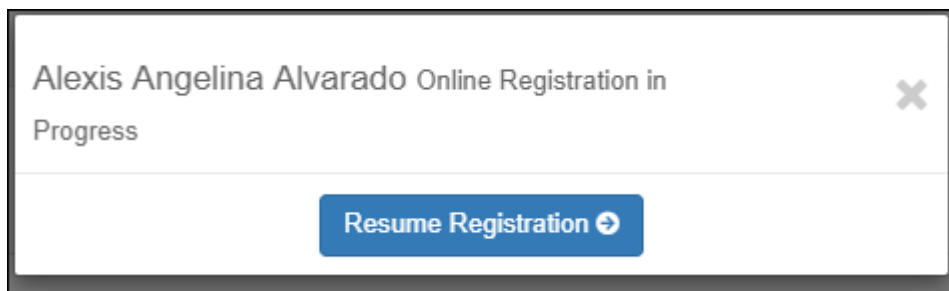 Alexis Angelina Alvarado Online Registration in
Progress
Resume Registration